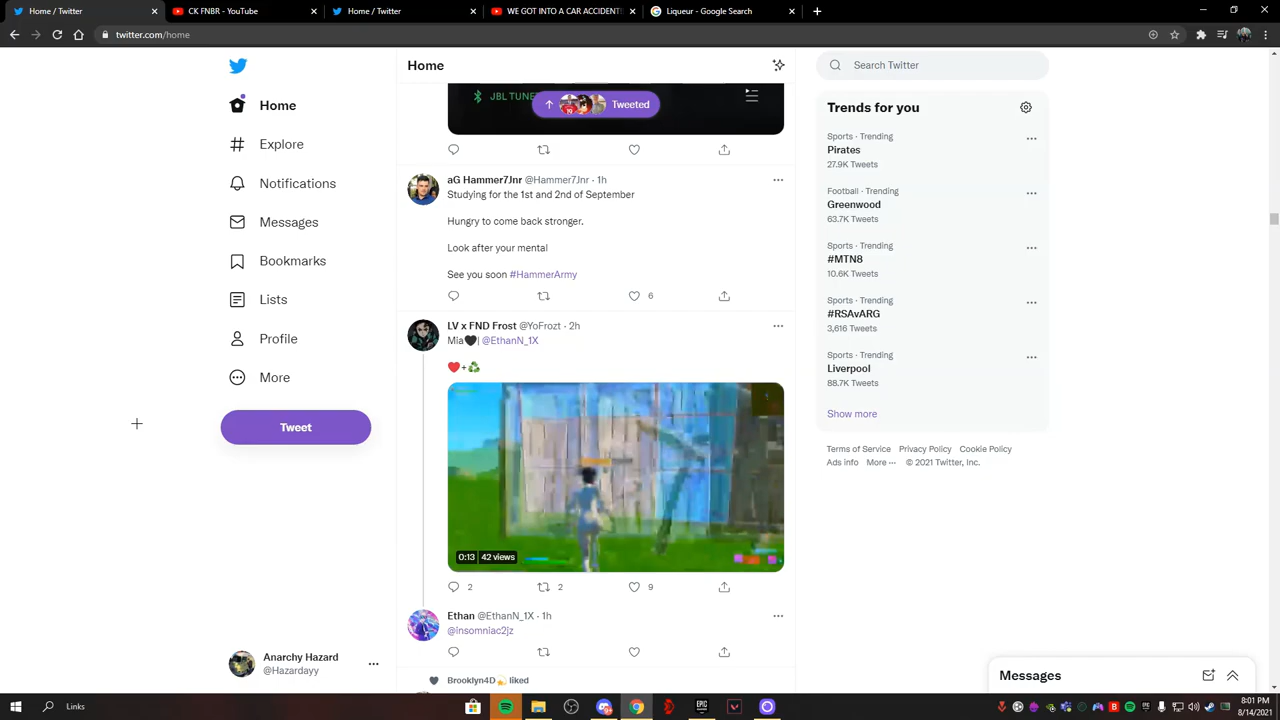 Home / Twitter
CK FNBR - YouTube
Home / Twitter
WE GOT INTO A CAR ACCIDENT
Liqueur - Google Search
twitter.com/home
Home
Home
Explore
Notifications
Messages
Bookmarks
Lists
Profile
More
Tweet
Anarchy Hazard
@Hazardayy
JBL TUNE
Tweeted
aG Hammer7Jnr @Hammer7Jnr · 1h
Studying for the 1st and 2nd of September
Hungry to come back stronger.
Look after your mental
See you soon #HammerArmy
6
LV x FND Frost @YoFrozt · 2h
Mia🖤| @EthanN_1X
❤️+♻️
0:13 42 views
2 2 9
Ethan @EthanN_1X · 1h
@insomniac2jz
Brooklyn4D💫 liked
Search Twitter
Trends for you
Sports · Trending
Pirates
27.9K Tweets
Football · Trending
Greenwood
63.7K Tweets
Sports · Trending
#MTN8
10.6K Tweets
Sports · Trending
#RSAvARG
3,616 Tweets
Sports · Trending
Liverpool
88.7K Tweets
Show more
Terms of Service Privacy Policy Cookie Policy
Ads info More ··· © 2021 Twitter, Inc.
Messages
Links
EPIC
8:01 PM
8/14/2021